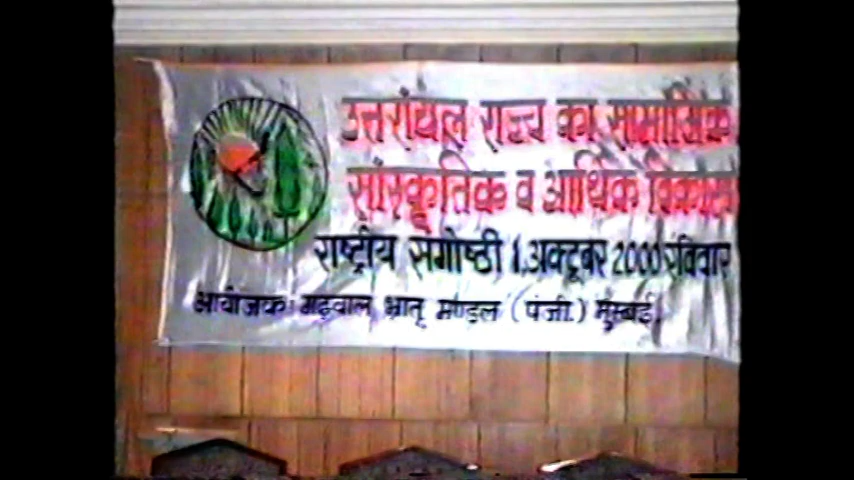 उत्तरांचल राज्य का सामाजिक
सांस्कृतिक व आर्थिक विकास
राष्ट्रीय संगोष्ठी 1,अक्टूबर 2000 रविवार
आयोजक: गढ़वाल भ्रातृ मण्डल (पंजी.) मुम्बई.